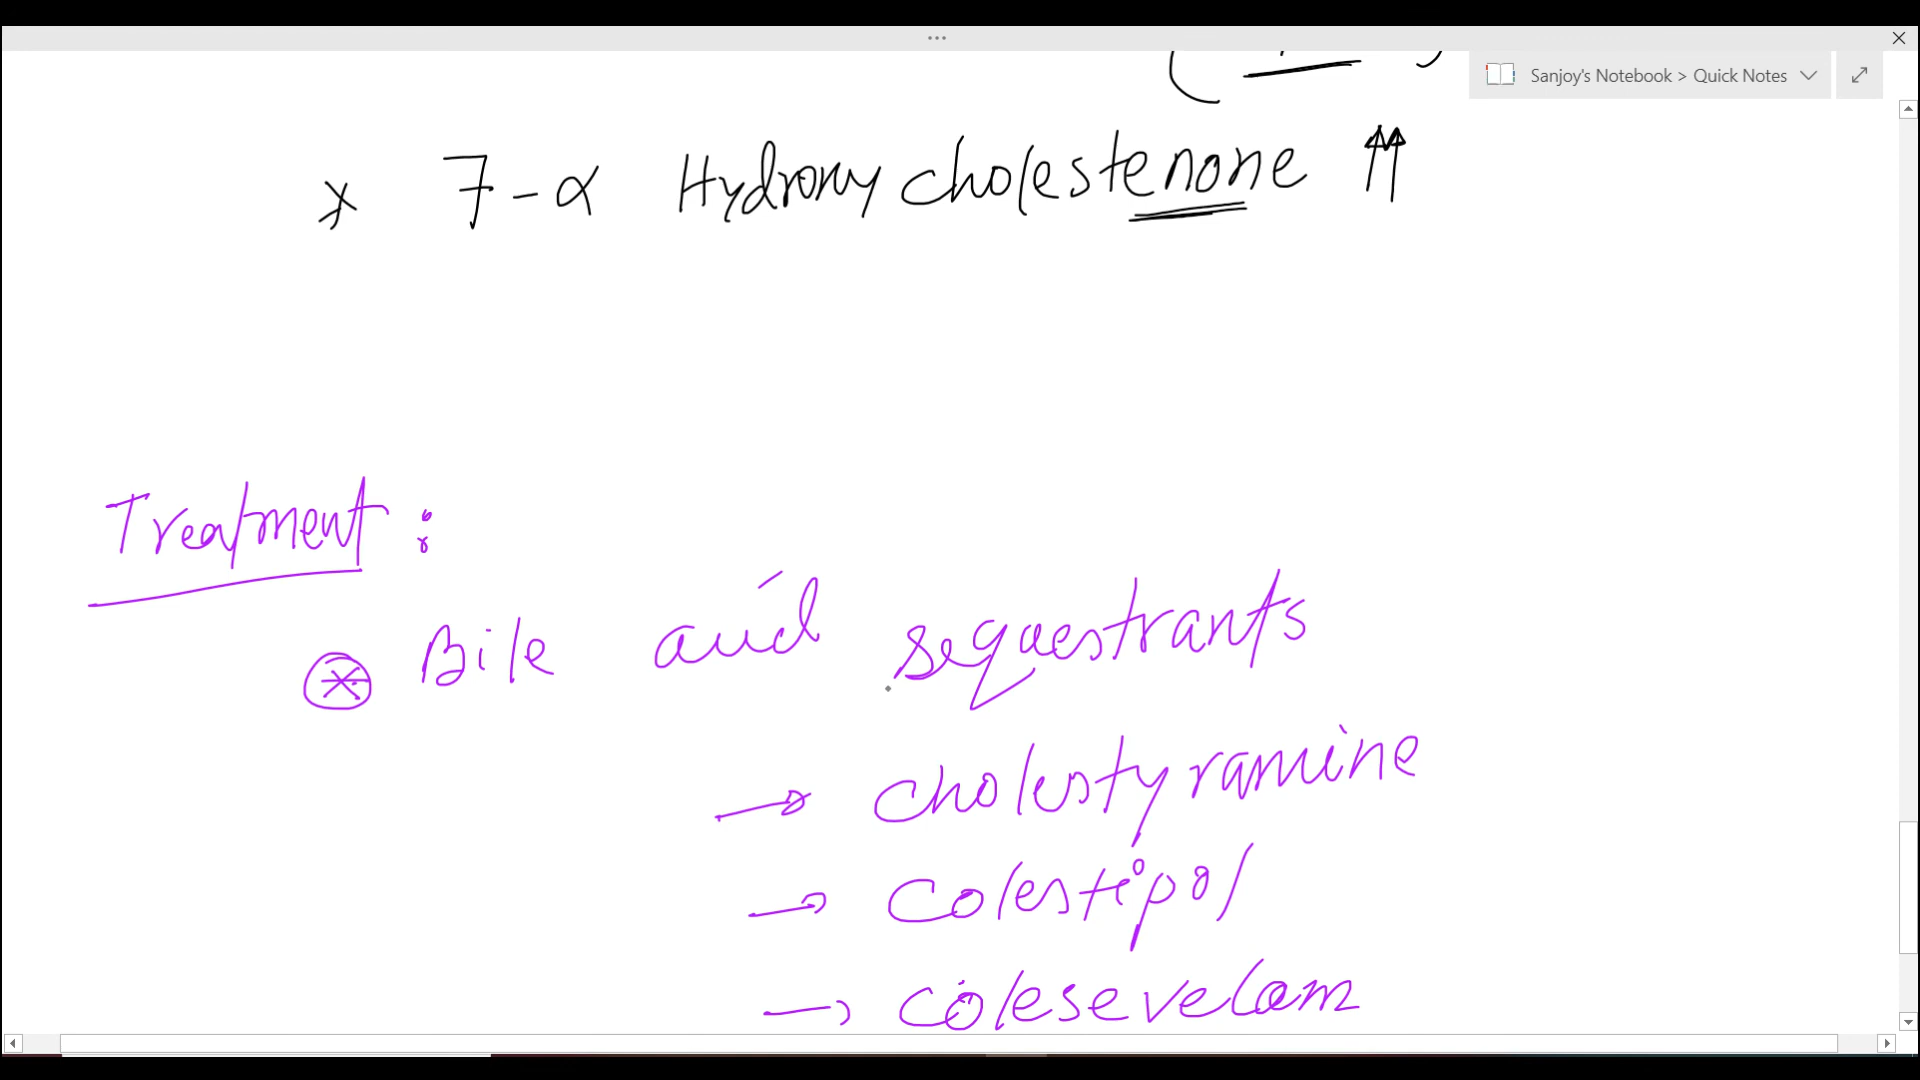 Sanjoy's Notebook > Quick Notes
* 7-α Hydroxy cholestenone ↑↑
Treatment :
* Bile acid sequestrants
→ cholestyramine
→ Colestipol
→ Colesevelam